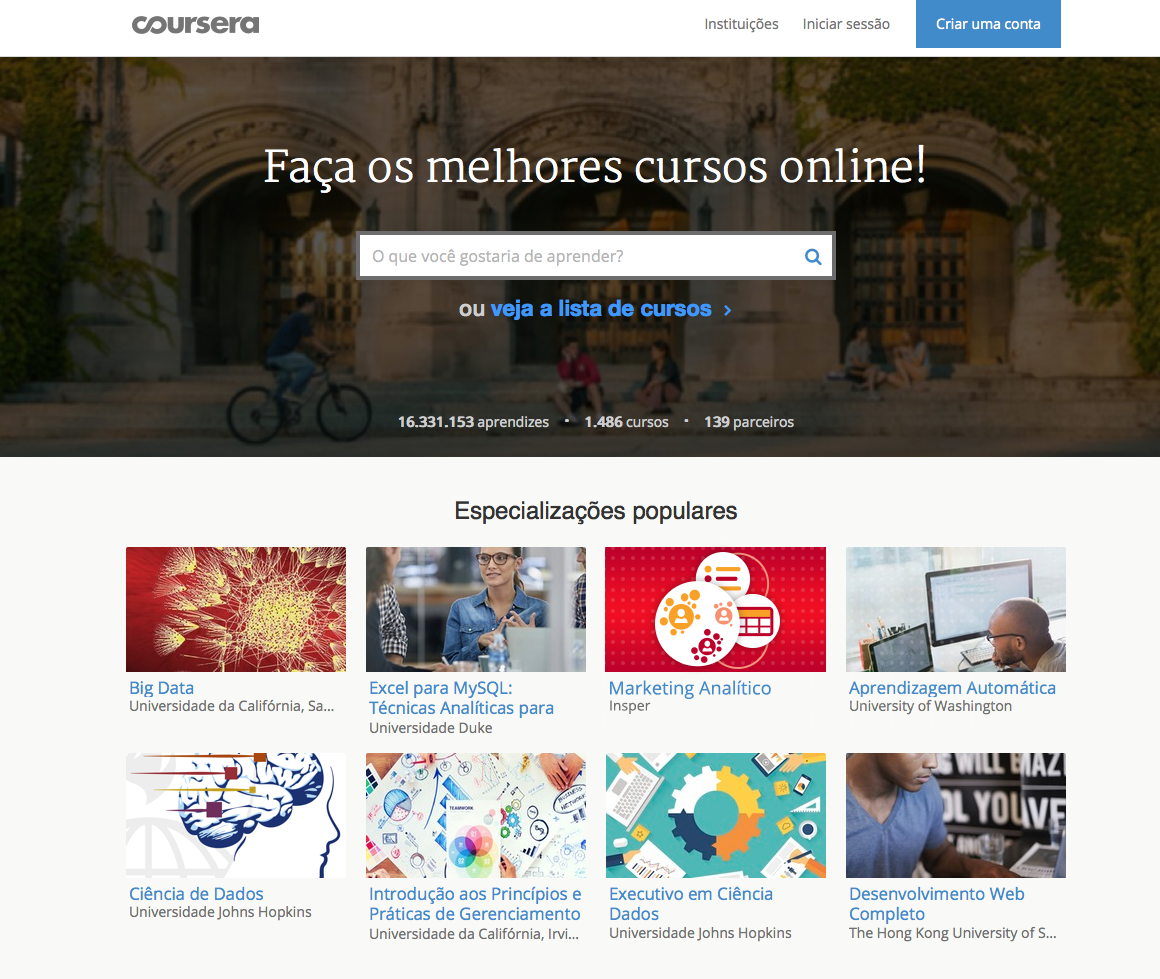 coursera
Instituições
Iniciar sessão
Criar uma conta
Faça os melhores cursos online!
O que você gostaria de aprender?
ou veja a lista de cursos ›
16.331.153 aprendizes · 1.486 cursos · 139 parceiros
Especializações populares
Big Data
Universidade da Califórnia, Sa...
Excel para MySQL:
Técnicas Analíticas para
Universidade Duke
Marketing Analítico
Insper
Aprendizagem Automática
University of Washington
TEAMWORK
BUSINESS
NETWORK
Ciência de Dados
Universidade Johns Hopkins
Introdução aos Princípios e
Práticas de Gerenciamento
Universidade da Califórnia, Irvi...
Executivo em Ciência
Dados
Universidade Johns Hopkins
Desenvolvimento Web
Completo
The Hong Kong University of S...